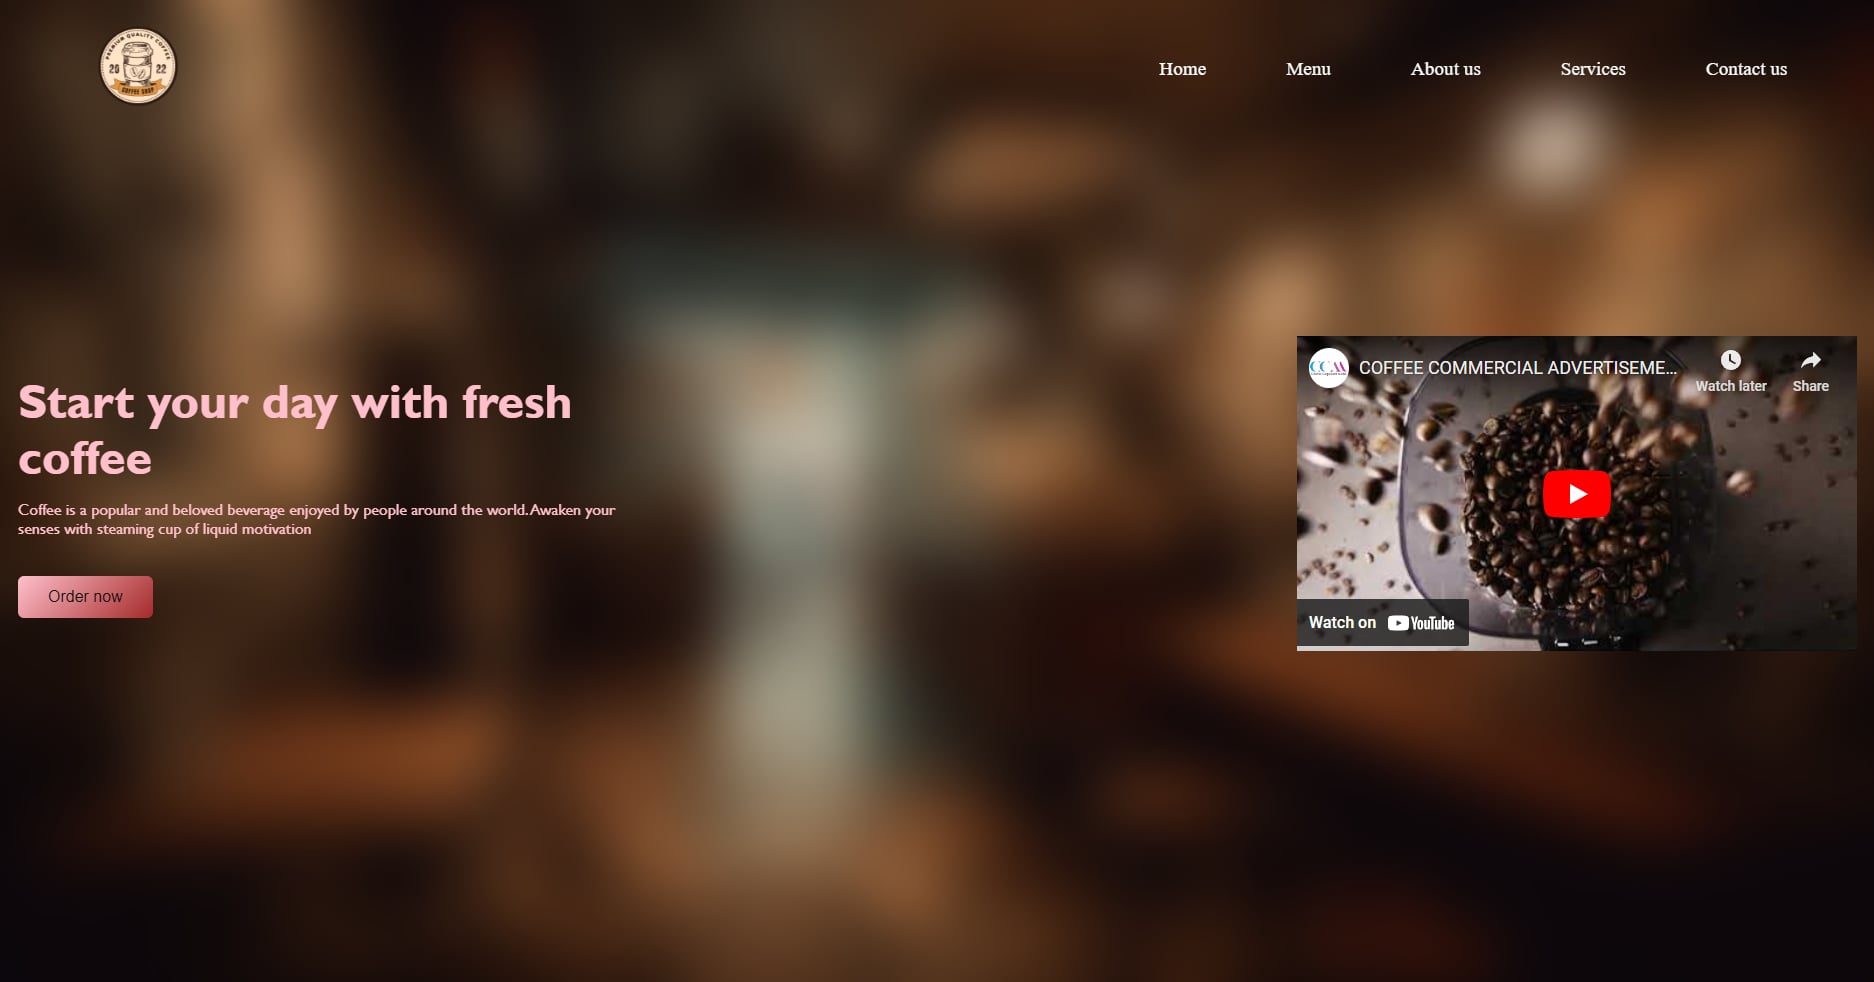 PREMIUM QUALITY COFFEE
20 22
COFFEE SHOP
Home Menu About us Services Contact us
COFFEE COMMERCIAL ADVERTISEME...
Watch later Share
Start your day with fresh
coffee
Coffee is a popular and beloved beverage enjoyed by people around the world.Awaken your
senses with steaming cup of liquid motivation
Order now
Watch on YouTube